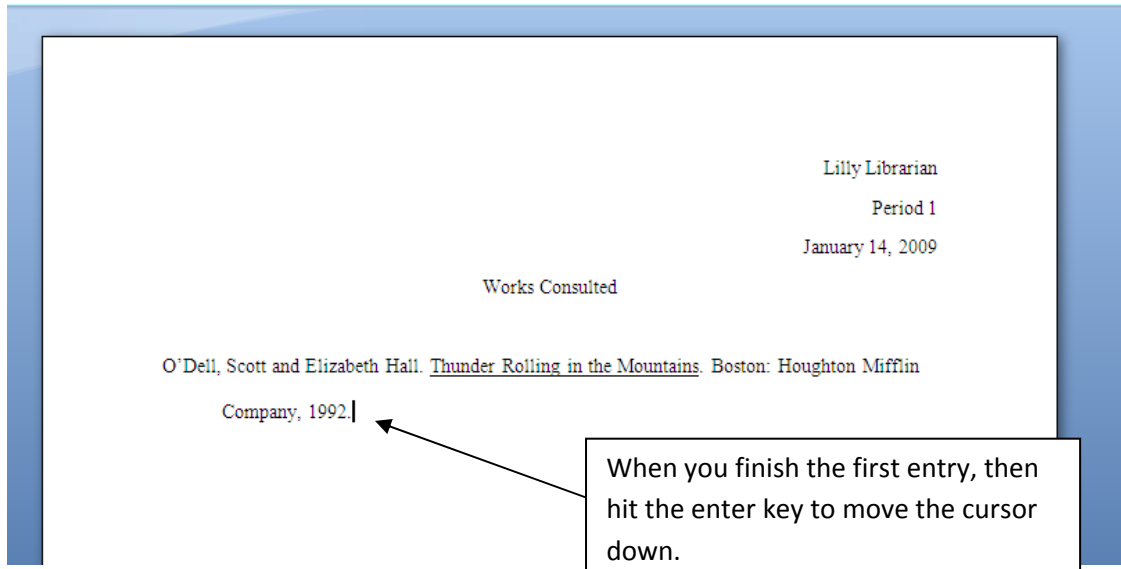 Lilly Librarian
Period 1
January 14, 2009
Works Consulted
O’Dell, Scott and Elizabeth Hall. Thunder Rolling in the Mountains. Boston: Houghton Mifflin
Company, 1992.
When you finish the first entry, then
hit the enter key to move the cursor
down.